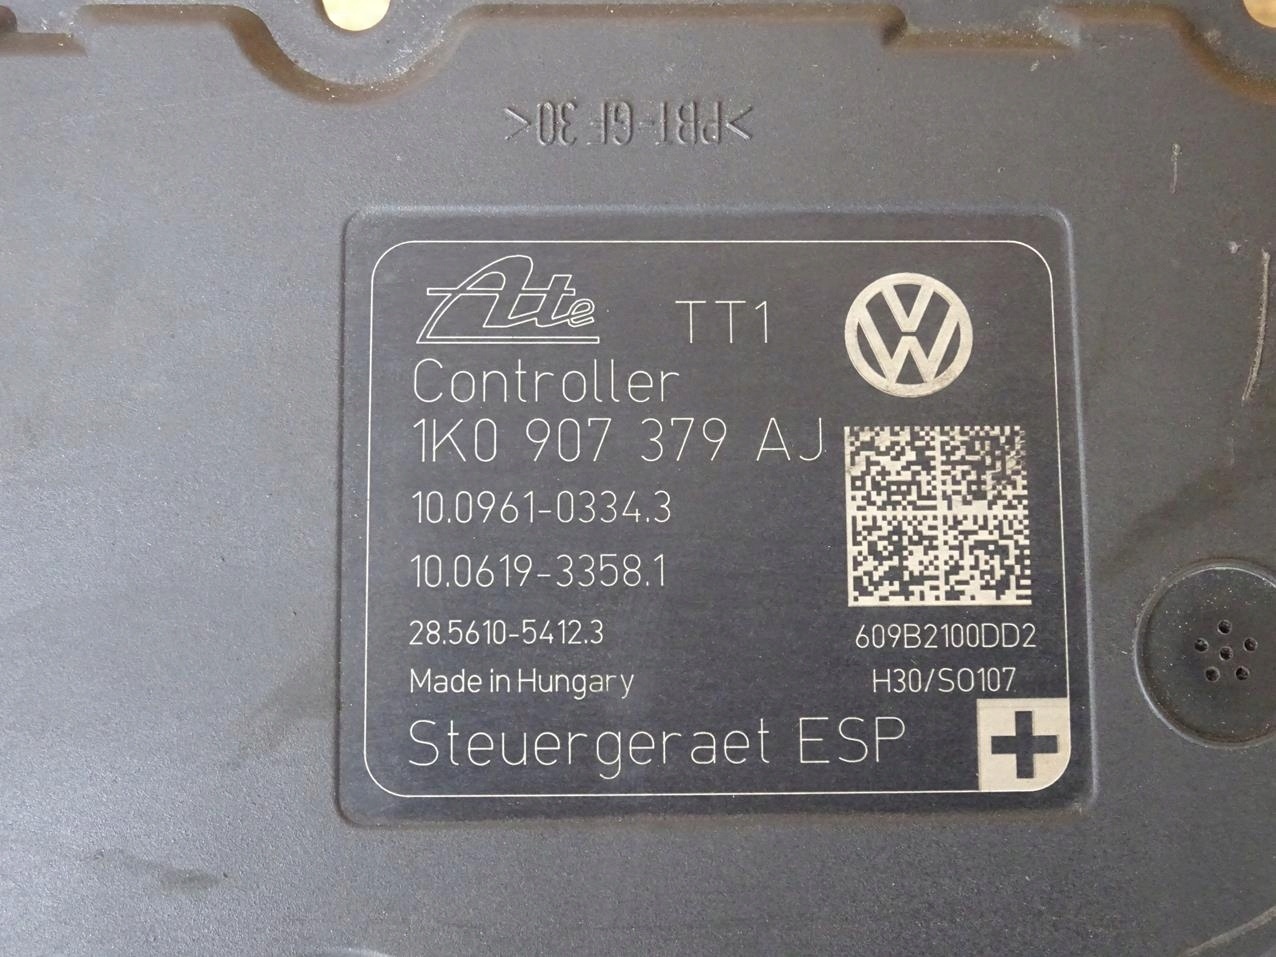 >PBT-GF 30<
Ate TT1
Controller
1K0 907 379 AJ
10.0961-0334.3
10.0619-3358.1
28.5610-5412.3
609B2100DD2
Made in Hungary
H30/SO107
Steuergeraet ESP